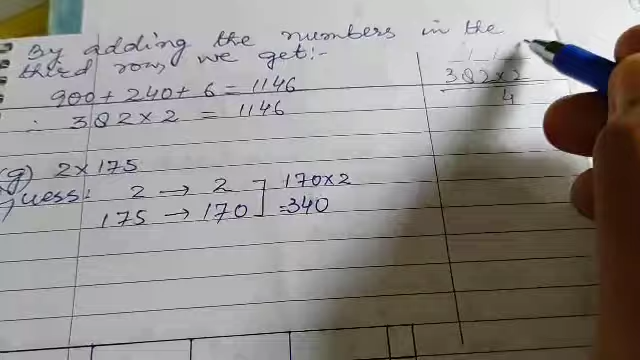 By adding the numbers in the
third row, we get:-
900 + 240 + 6 = 1146
∴ 382 × 2 = 1146
382 × 2
4
(g) 2 × 175
Guess:
2 → 2 170 × 2
175 → 170 = 340